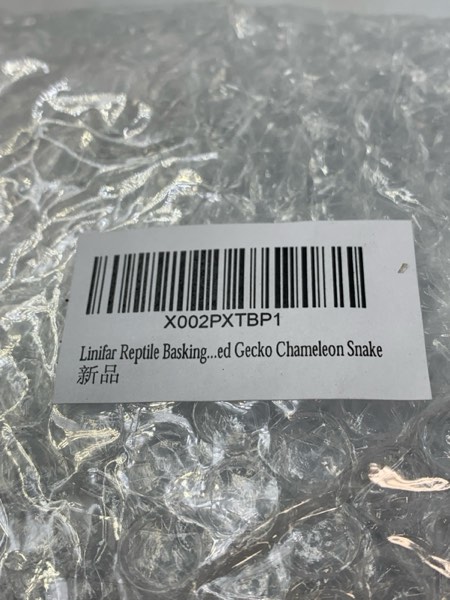 X002PXTBP1
Linifar Reptile Basking...ed Gecko Chameleon Snake
新品